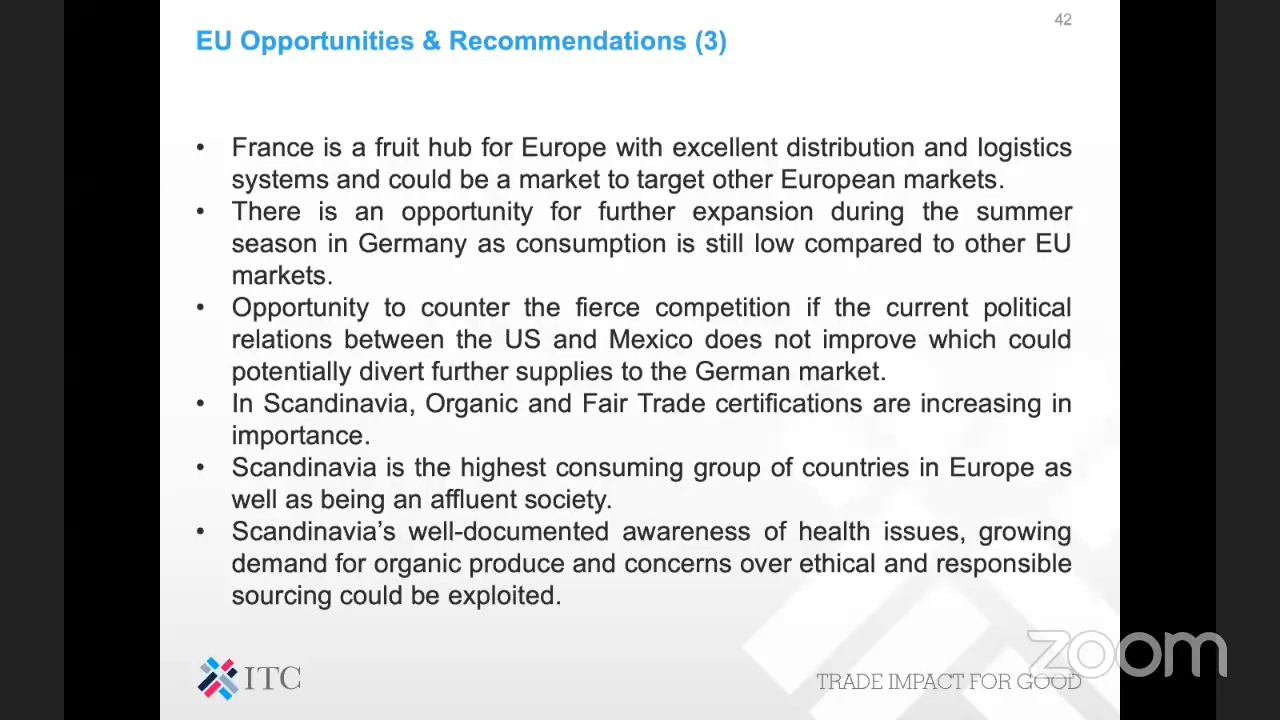 42
EU Opportunities & Recommendations (3)
• France is a fruit hub for Europe with excellent distribution and logistics
systems and could be a market to target other European markets.
• There is an opportunity for further expansion during the summer
season in Germany as consumption is still low compared to other EU
markets.
• Opportunity to counter the fierce competition if the current political
relations between the US and Mexico does not improve which could
potentially divert further supplies to the German market.
• In Scandinavia, Organic and Fair Trade certifications are increasing in
importance.
• Scandinavia is the highest consuming group of countries in Europe as
well as being an affluent society.
• Scandinavia’s well-documented awareness of health issues, growing
demand for organic produce and concerns over ethical and responsible
sourcing could be exploited.
ITC
TRADE IMPACT FOR GOOD
zoom